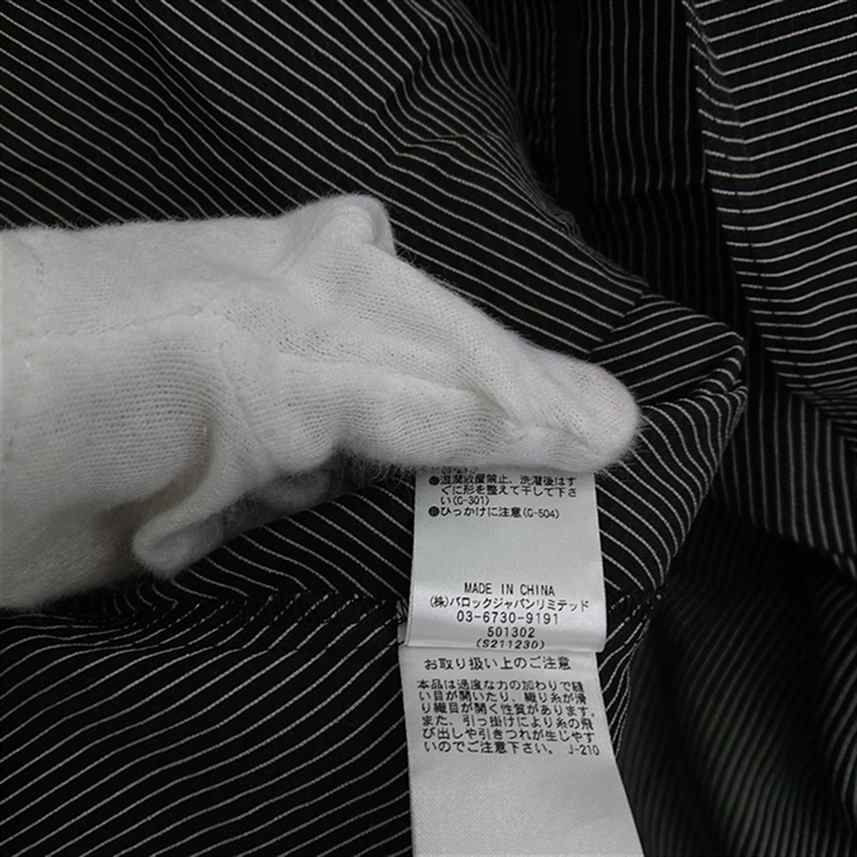 ●湿潤放置禁止、洗濯後はす
ぐに形を整えて干して下さ
い(C-301)
●ひっかけに注意(C-504)
MADE IN CHINA
(株)バロックジャパンリミテッド
03-6730-9191
501302
(S211230)
お取り扱い上のご注意
本品は過度な力の加わりで縫
い目が開いたり、織り糸が滑
り織目が開く性質があります。
また、引っ掛けにより糸の飛
び出しや引きつれが生じやす
いのでご注意下さい。 J-210